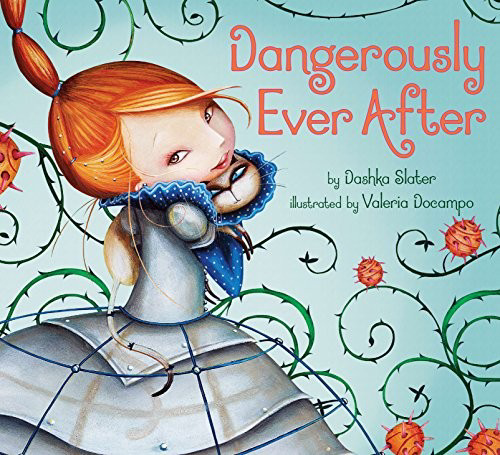 Dangerously
Ever After
by Dashka Slater
illustrated by Valeria Docampo